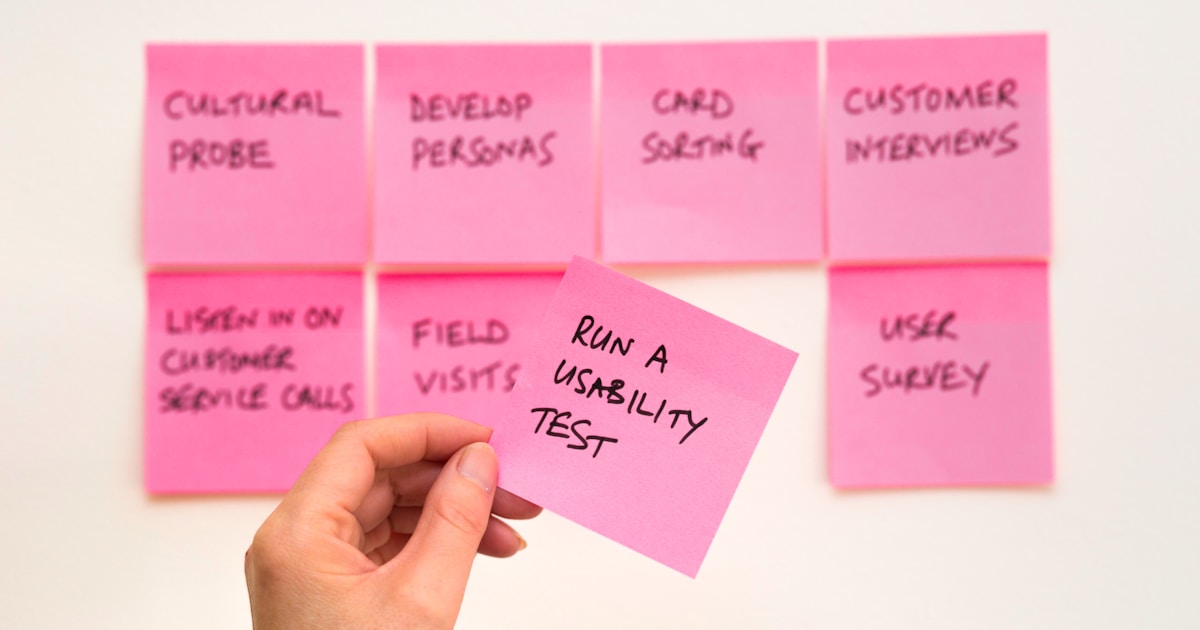 CULTURAL
PROBE
DEVELOP
PERSONAS
CARD
SORTING
CUSTOMER
INTERVIEWS
LISTEN IN ON
CUSTOMER
SERVICE CALLS
FIELD
VISITS
RUN A
USABILITY
TEST
USER
SURVEY